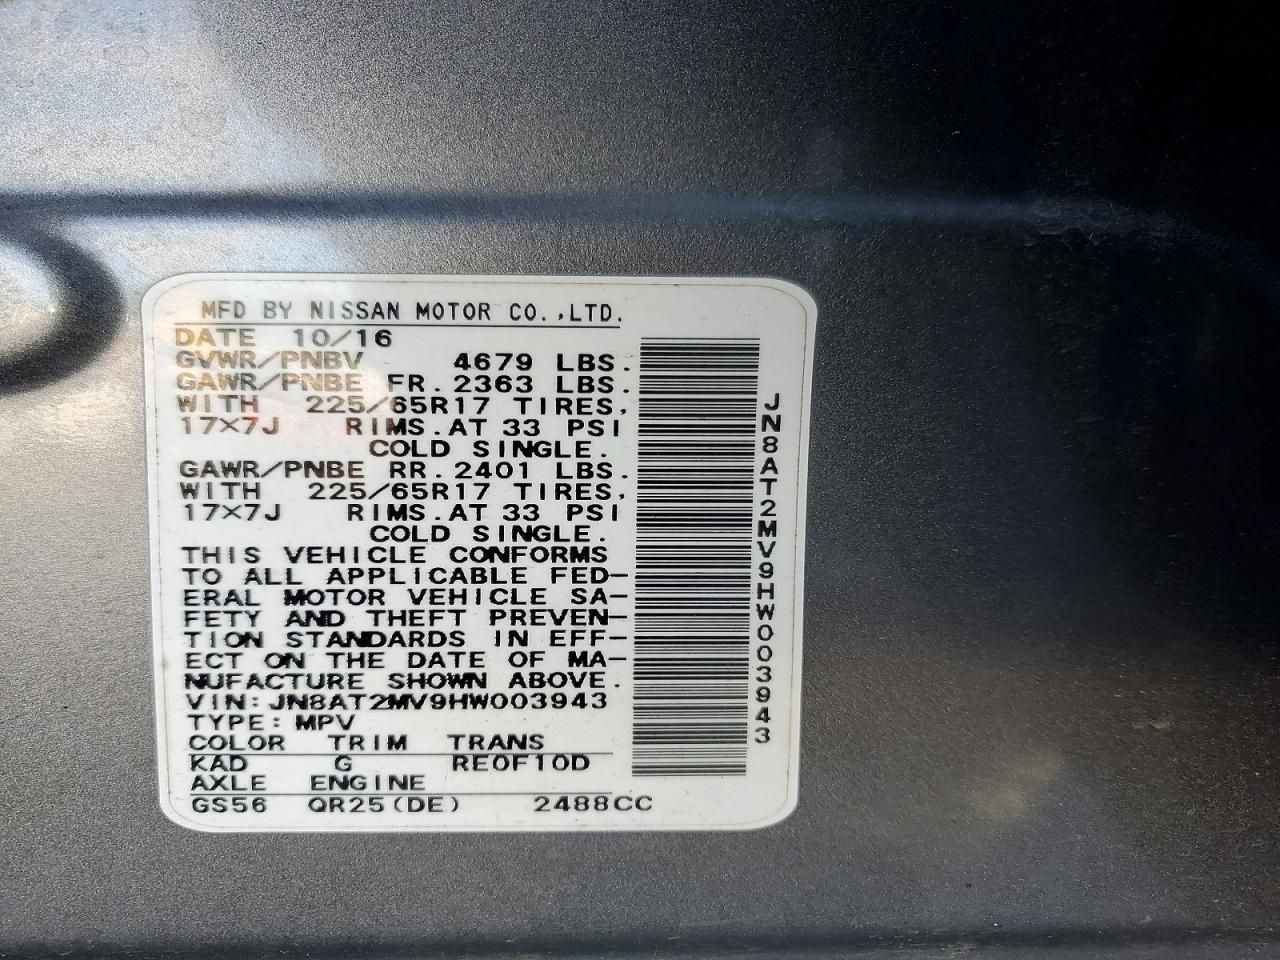 MFD BY NISSAN MOTOR CO.,LTD.
DATE 10/16
GVWR/PNBV 4679 LBS.
GAWR/PNBE FR. 2363 LBS.
WITH 225/65R17 TIRES,
17×7J RIMS. AT 33 PSI
COLD SINGLE.
GAWR/PNBE RR. 2401 LBS.
WITH 225/65R17 TIRES,
17×7J RIMS. AT 33 PSI
COLD SINGLE.
THIS VEHICLE CONFORMS
TO ALL APPLICABLE FED-
ERAL MOTOR VEHICLE SA-
FETY AND THEFT PREVEN-
TION STANDARDS IN EFF-
ECT ON THE DATE OF MA-
NUFACTURE SHOWN ABOVE.
VIN: JN8AT2MV9HW003943
TYPE: MPV
COLOR TRIM TRANS
KAD G RE0F10D
AXLE ENGINE
GS56 QR25(DE) 2488CC
JN8AT2MV9HW003943